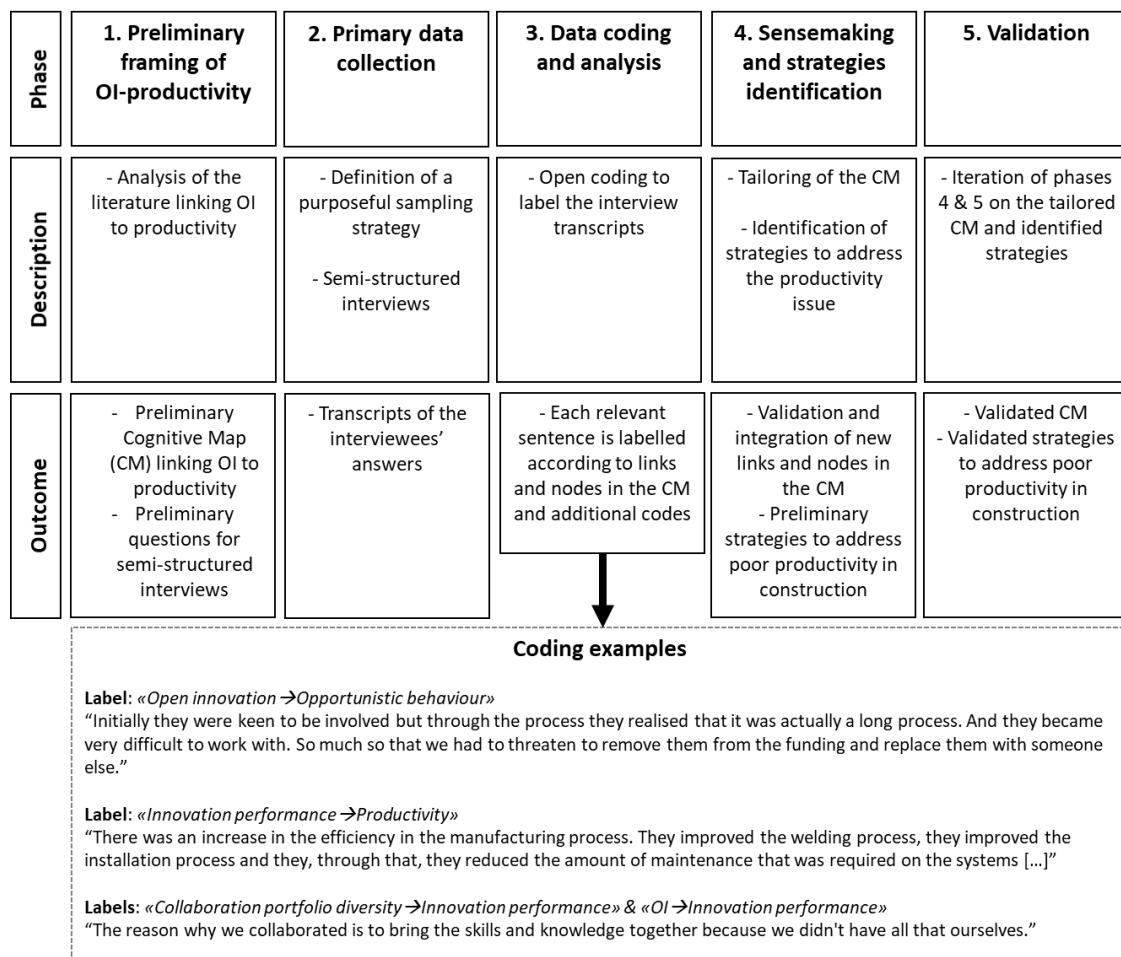 Phase
1. Preliminary
framing of
OI-productivity
2. Primary data
collection
3. Data coding
and analysis
4. Sensemaking
and strategies
identification
5. Validation
Description
- Analysis of the
literature linking OI
to productivity
- Definition of a
purposeful sampling
strategy
- Semi-structured
interviews
- Open coding to
label the interview
transcripts
- Tailoring of the CM
- Identification of
strategies to address
the productivity
issue
- Iteration of phases
4 & 5 on the tailored
CM and identified
strategies
Outcome
- Preliminary
Cognitive Map
(CM) linking OI to
productivity
- Preliminary
questions for
semi-structured
interviews
- Transcripts of the
interviewees’
answers
- Each relevant
sentence is labelled
according to links
and nodes in the CM
and additional codes
- Validation and
integration of new
links and nodes in
the CM
- Preliminary
strategies to address
poor productivity in
construction
- Validated CM
- Validated strategies
to address poor
productivity in
construction
Coding examples
Label: «Open innovation→Opportunistic behaviour»
“Initially they were keen to be involved but through the process they realised that it was actually a long process. And they became
very difficult to work with. So much so that we had to threaten to remove them from the funding and replace them with someone
else.”
Label: «Innovation performance→Productivity»
“There was an increase in the efficiency in the manufacturing process. They improved the welding process, they improved the
installation process and they, through that, they reduced the amount of maintenance that was required on the systems […]”
Labels: «Collaboration portfolio diversity→Innovation performance» & «OI→Innovation performance»
“The reason why we collaborated is to bring the skills and knowledge together because we didn't have all that ourselves.”